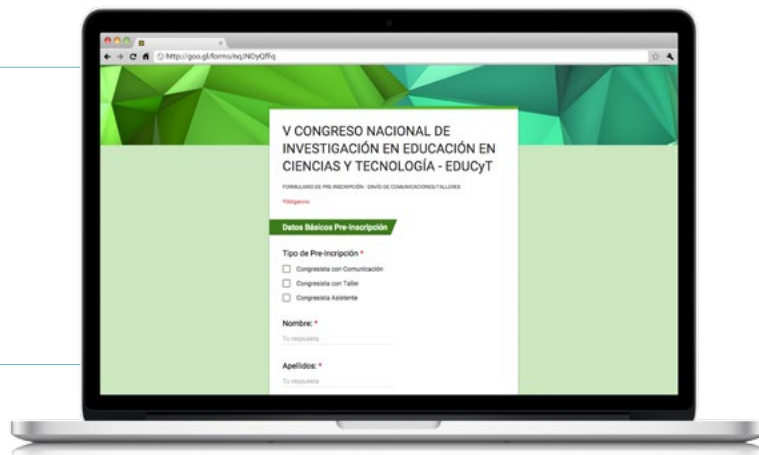 http://goo.gl/forms/nqJNOyQfFq
V CONGRESO NACIONAL DE
INVESTIGACIÓN EN EDUCACIÓN EN
CIENCIAS Y TECNOLOGÍA - EDUCyT
FORMULARIO DE PRE-INSCRIPCIÓN - ENVÍO DE COMUNICACIONES/TALLERES
*Obligatorio
Datos Básicos Pre-Inscripción
Tipo de Pre-Incripción *
Congresista con Comunicación
Congresista con Taller
Congresista Asistente
Nombre: *
Tu respuesta
Apellidos: *
Tu respuesta